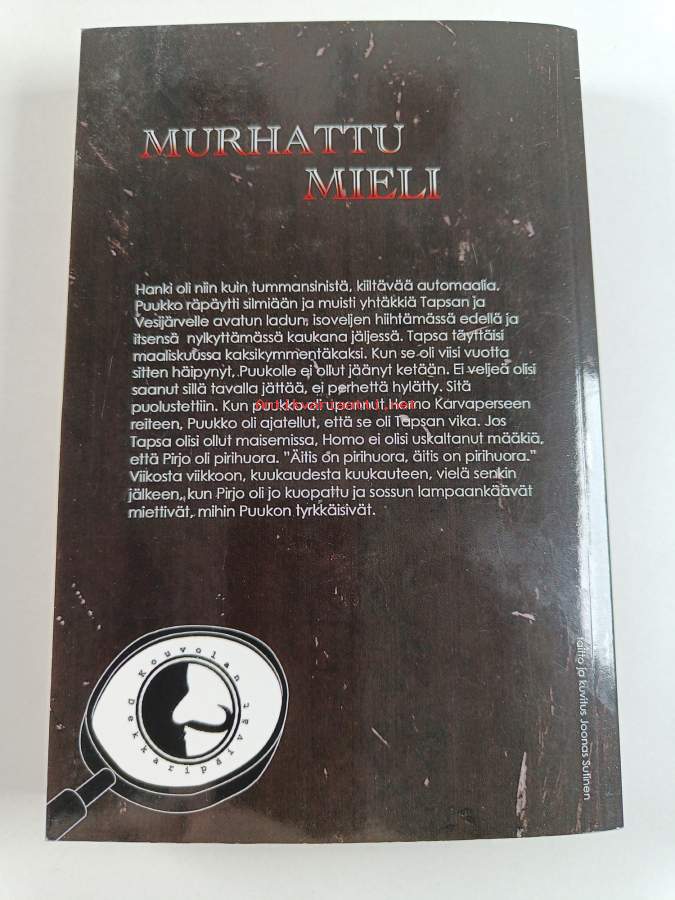 MURHATTU
MIELI
Hanki oli niin kuin tummansinistä, kiiltävää automaalia.
Puukko räpäytti silmiään ja muisti yhtäkkiä Tapsan ja
Vesijärvelle avatun ladun; isoveljen hiihtämässä edellä ja
itsensä nylkyttämässä kaukana jäljessä. Tapsa täyttäisi
maaliskuussa kaksikymmentäkaksi. Kun se oli viisi vuotta
sitten häipynyt, Puukolle ei ollut jäänyt ketään. Ei veljeä olisi
saanut sillä tavalla jättää, ei perhettä hylätty. Sitä
puolustettiin. Kun puukko oli uponnut Homo Karvaperseen
reiteen, Puukko oli ajatellut, että se oli Tapsan vika. Jos
Tapsa olisi ollut maisemissa, Homo ei olisi uskaltanut määkiä,
että Pirjo oli pirihuora. "Äitis on pirihuora, äitis on pirihuora."
Viikosta viikkoon, kuukaudesta kuukauteen, vielä senkin
jälkeen, kun Pirjo oli jo kuopattu ja sossun lampaankäävät
miettivät, mihin Puukon tyrkkäisivät.
Kouvolan
Dekkaripäivät
Taitto ja kuvitus Joonas Sutinen